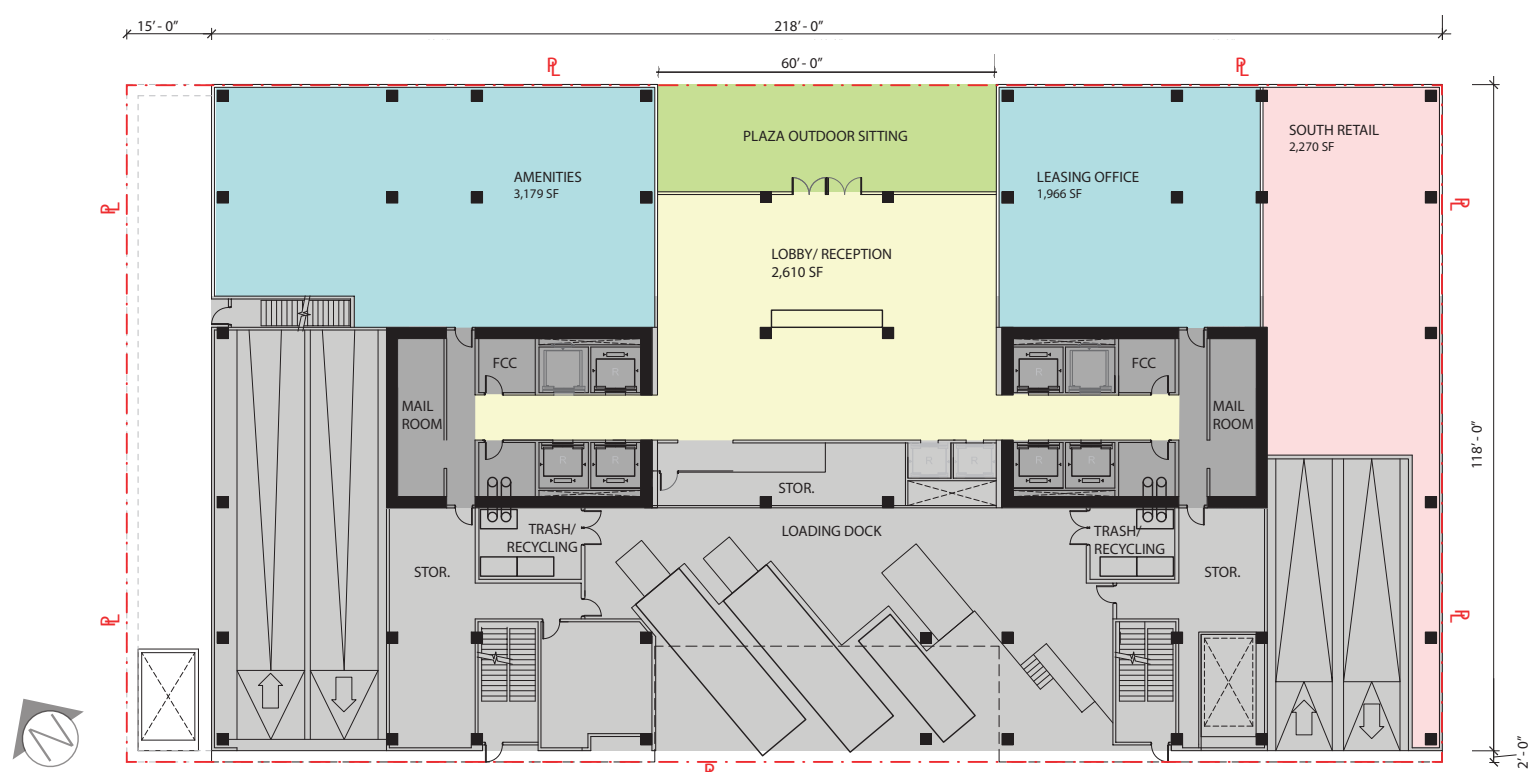 15' - 0"
218' - 0"
60' - 0"
PL
PL
PLAZA OUTDOOR SITTING
SOUTH RETAIL
2,270 SF
AMENITIES
3,179 SF
LEASING OFFICE
1,966 SF
PL
PL
LOBBY/ RECEPTION
2,610 SF
FCC
R
R
FCC
MAIL
ROOM
MAIL
ROOM
118' - 0"
R
R
R
R
R
R
STOR.
TRASH/
RECYCLING
LOADING DOCK
TRASH/
RECYCLING
STOR.
STOR.
PL
PL
N
2' - 0"